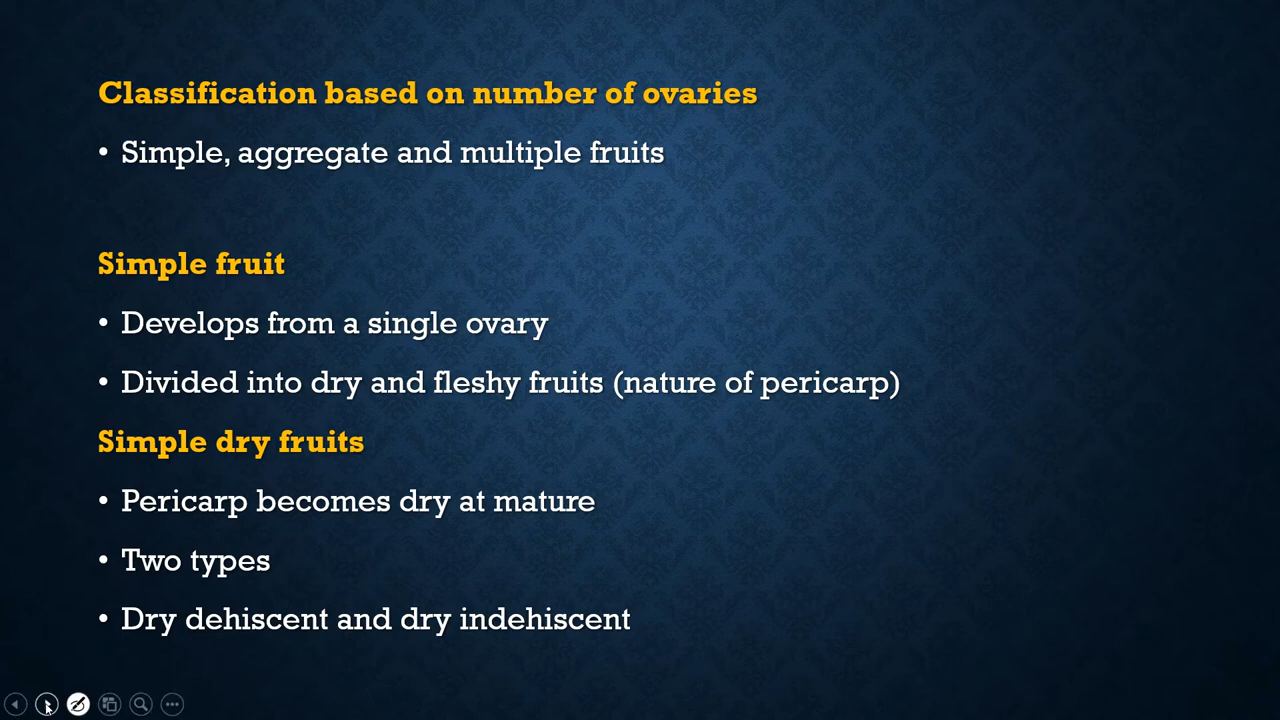 Classification based on number of ovaries
• Simple, aggregate and multiple fruits
Simple fruit
• Develops from a single ovary
• Divided into dry and fleshy fruits (nature of pericarp)
Simple dry fruits
• Pericarp becomes dry at mature
• Two types
• Dry dehiscent and dry indehiscent